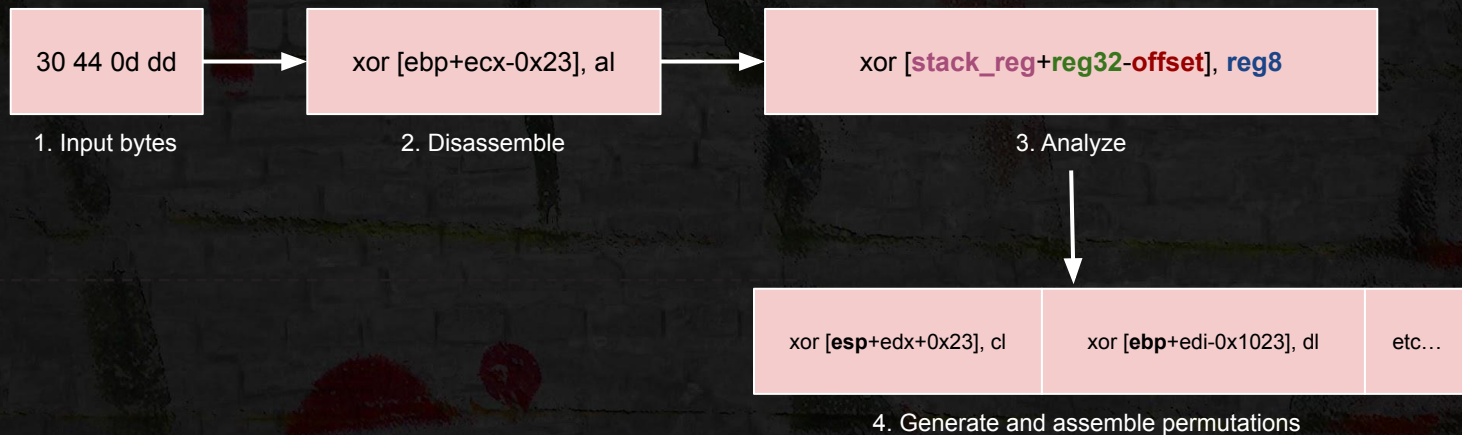 30 44 0d dd
xor [ebp+ecx-0x23], al
xor [stack_reg+reg32-offset], reg8
1. Input bytes
2. Disassemble
3. Analyze
xor [esp+edx+0x23], cl
xor [ebp+edi-0x1023], dl
etc…
4. Generate and assemble permutations